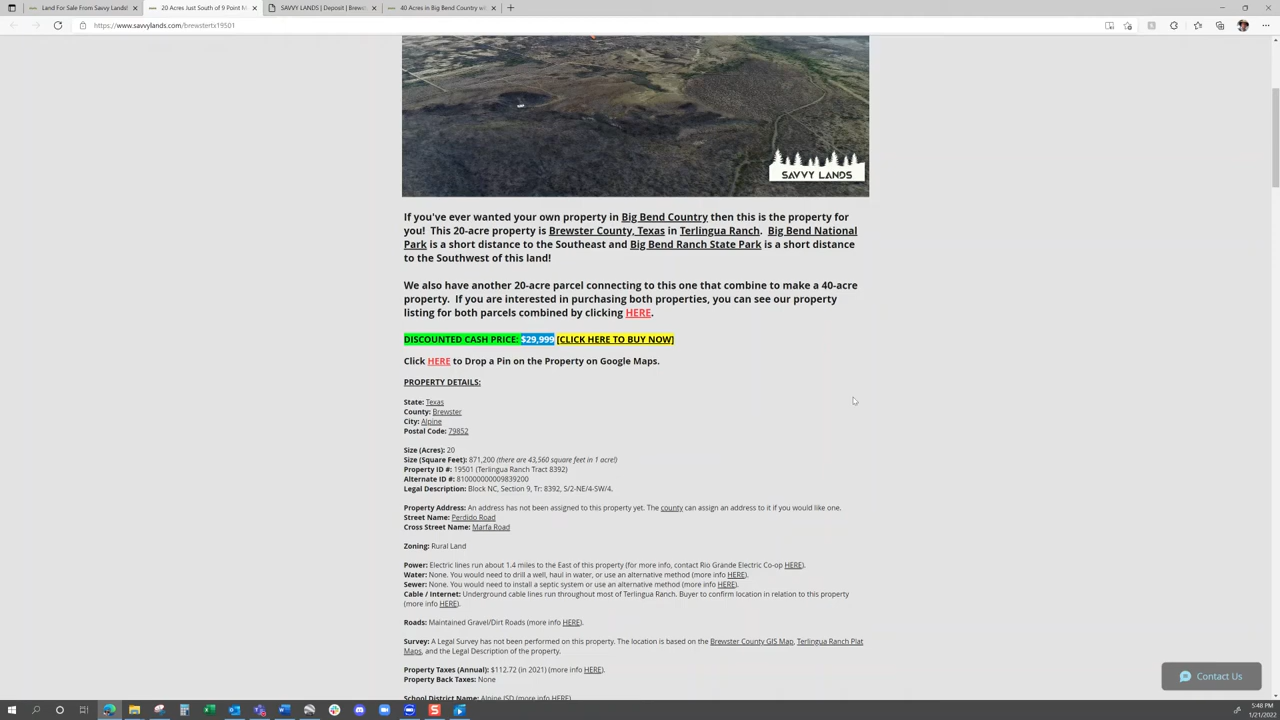 Land For Sale From Savvy Lands!
20 Acres Just South of 9 Point M
SAVVY LANDS | Deposit | Brews
40 Acres in Big Bend Country wi
https://www.savvylands.com/brewstertx19501
SAVVY LANDS
If you've ever wanted your own property in Big Bend Country then this is the property for
you! This 20-acre property is Brewster County, Texas in Terlingua Ranch. Big Bend National
Park is a short distance to the Southeast and Big Bend Ranch State Park is a short distance
to the Southwest of this land!
We also have another 20-acre parcel connecting to this one that combine to make a 40-acre
property. If you are interested in purchasing both properties, you can see our property
listing for both parcels combined by clicking HERE.
DISCOUNTED CASH PRICE: $29,999 [CLICK HERE TO BUY NOW]
Click HERE to Drop a Pin on the Property on Google Maps.
PROPERTY DETAILS:
State: Texas
County: Brewster
City: Alpine
Postal Code: 79852
Size (Acres): 20
Size (Square Feet): 871,200 (there are 43,560 square feet in 1 acre!)
Property ID #: 19501 (Terlingua Ranch Tract 8392)
Alternate ID #: 810000000009839200
Legal Description: Block NC, Section 9, Tr: 8392, S/2-NE/4-SW/4.
Property Address: An address has not been assigned to this property yet. The county can assign an address to it if you would like one.
Street Name: Perdido Road
Cross Street Name: Marfa Road
Zoning: Rural Land
Power: Electric lines run about 1.4 miles to the East of this property (for more info, contact Rio Grande Electric Co-op HERE).
Water: None. You would need to drill a well, haul in water, or use an alternative method (more info HERE).
Sewer: None. You would need to install a septic system or use an alternative method (more info HERE).
Cable / Internet: Underground cable lines run throughout most of Terlingua Ranch. Buyer to confirm location in relation to this property
(more info HERE).
Roads: Maintained Gravel/Dirt Roads (more info HERE).
Survey: A Legal Survey has not been performed on this property. The location is based on the Brewster County GIS Map, Terlingua Ranch Plat
Maps, and the Legal Description of the property.
Property Taxes (Annual): $112.72 (in 2021) (more info HERE).
Property Back Taxes: None
School District Name: Alpine ISD (more info HERE)
Contact Us
5:48 PM
1/21/2022